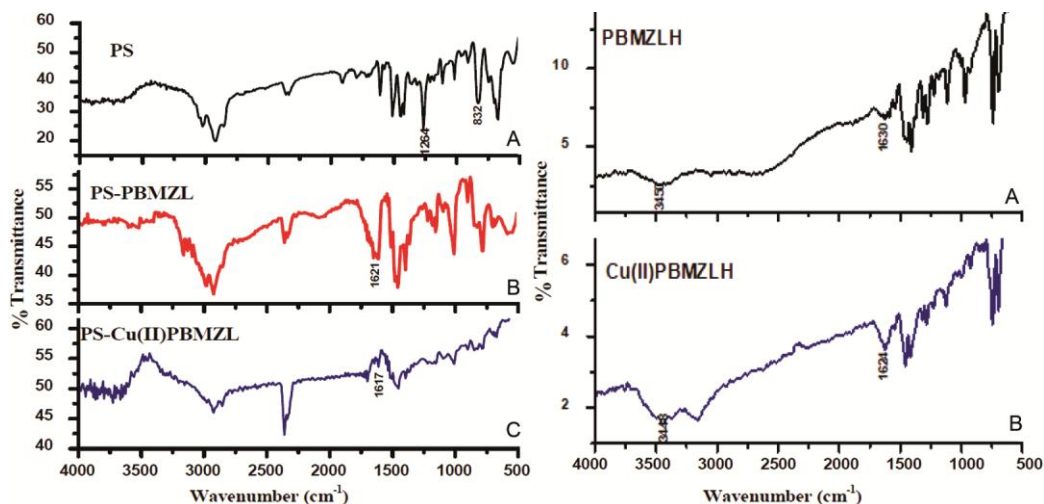 60
50
40
30
20
PS
1264
832
A
55
50
45
40
35
PS-PBMZL
1621
B
60
55
50
45
40
PS-Cu(II)PBMZL
1617
C
% Transmittance
4000 3500 3000 2500 2000 1500 1000 500
Wavenumber (cm-1)
10
5
PBMZLH
3450
1630
A
6
4
2
Cu(II)PBMZLH
3448
1624
B
% Transmittance
4000 3500 3000 2500 2000 1500 1000 500
Wavenumber (cm-1)